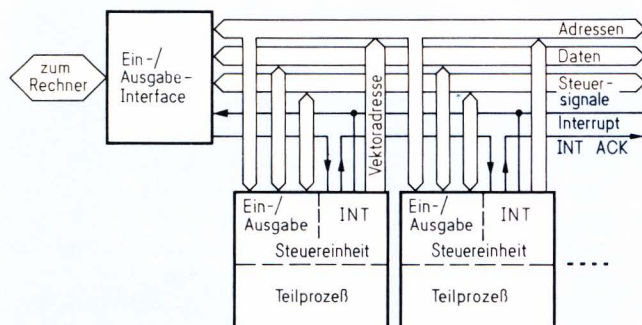 zum
Rechner
Ein-/
Ausgabe-
Interface
Adressen
Daten
Steuer-
signale
Interrupt
INT ACK
Vektoradresse
Ein-/
Ausgabe
INT
Steuereinheit
Teilprozeß
Ein-/
Ausgabe
INT
Steuereinheit
Teilprozeß